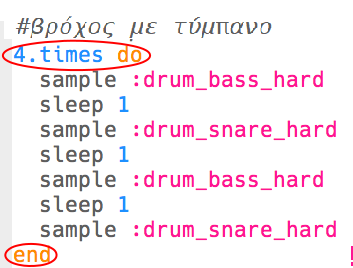 #βρόχος με τύμπανο
4.times do
  sample :drum_bass_hard
  sleep 1
  sample :drum_snare_hard
  sleep 1
  sample :drum_bass_hard
  sleep 1
  sample :drum_snare_hard
end
!